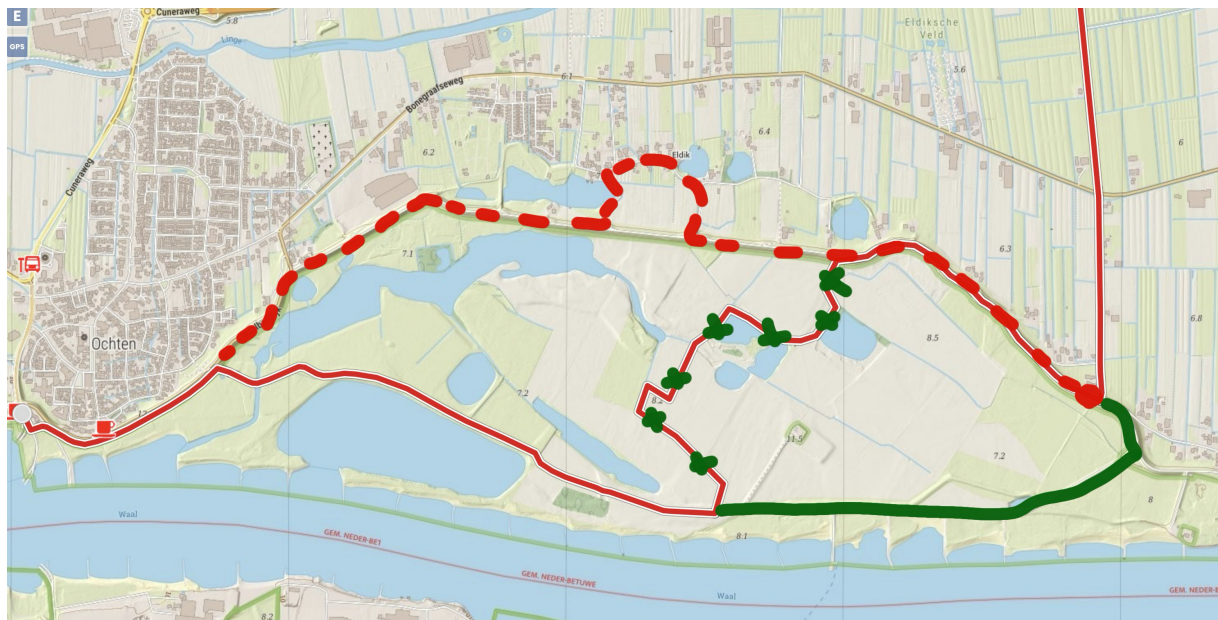 E
Cuneraweg
5.8
GPS
Linge
Eldiksche
Veld
5.6
6.1
Bonegraafseweg
6.4
6
6.2
Eldik
Cuneraweg
7.1
6.3
6.8
8.5
Ochten
7.2
8.2
12
11.5
7.2
8
8.1
Waal
GEM. NEDER-BET
GEM. NEDER-BETUWE
Waal
GEM. NEDER-B
8.2